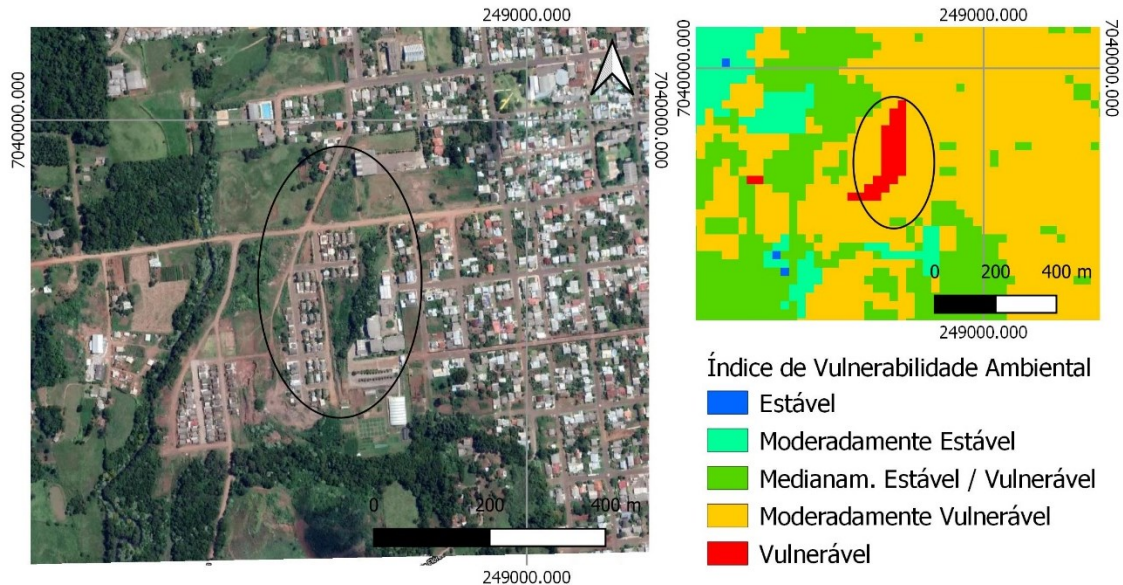 249000.000
7040000.000
7040000.000
0 200 400 m
249000.000
249000.000
7040000.000
7040000.000
0 200 400 m
249000.000
Índice de Vulnerabilidade Ambiental
Estável
Moderadamente Estável
Medianam. Estável / Vulnerável
Moderadamente Vulnerável
Vulnerável